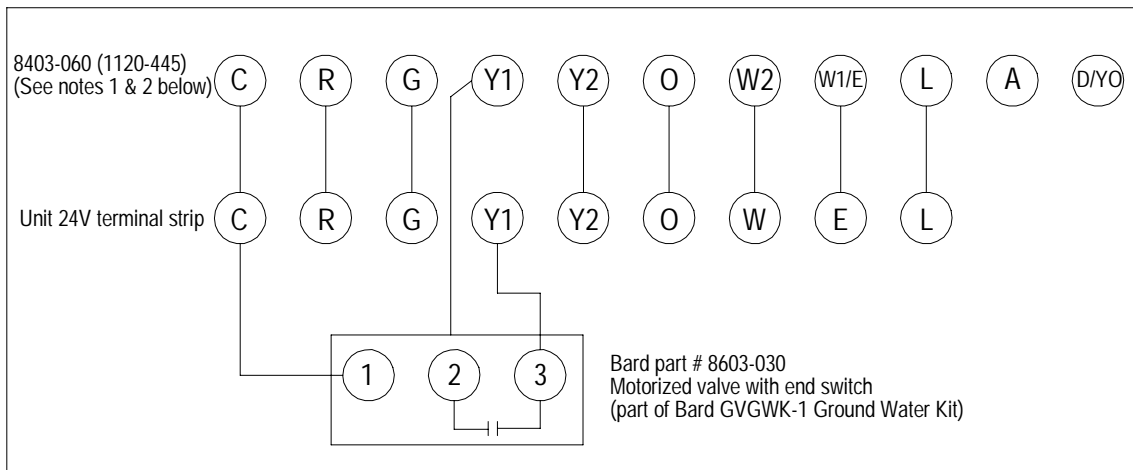 8403-060 (1120-445)
(See notes 1 & 2 below)
C R G Y1 Y2 O W2 W1/E L A D/YO
Unit 24V terminal strip
C R G Y1 Y2 O W E L
1 2 3
Bard part # 8603-030
Motorized valve with end switch
(part of Bard GVGWK-1 Ground Water Kit)